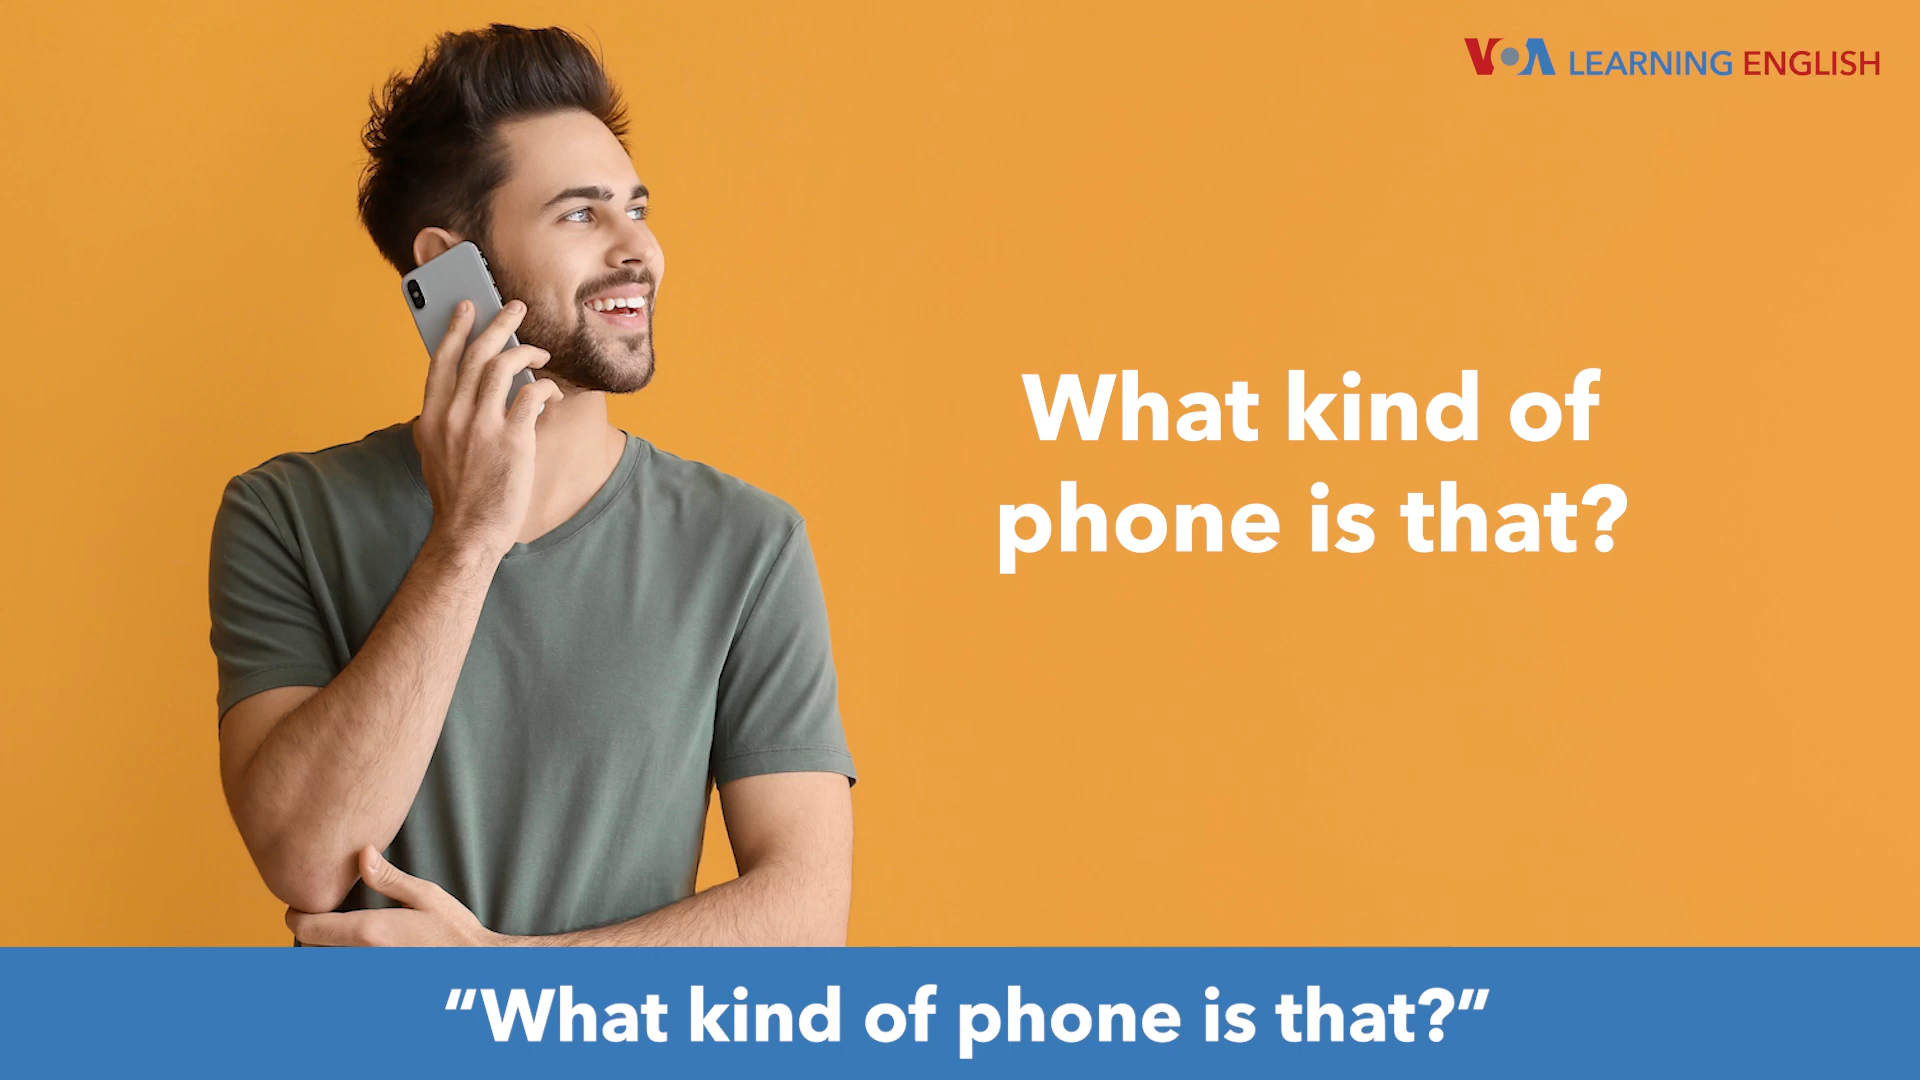 VOA LEARNING ENGLISH
What kind of
phone is that?
“What kind of phone is that?”